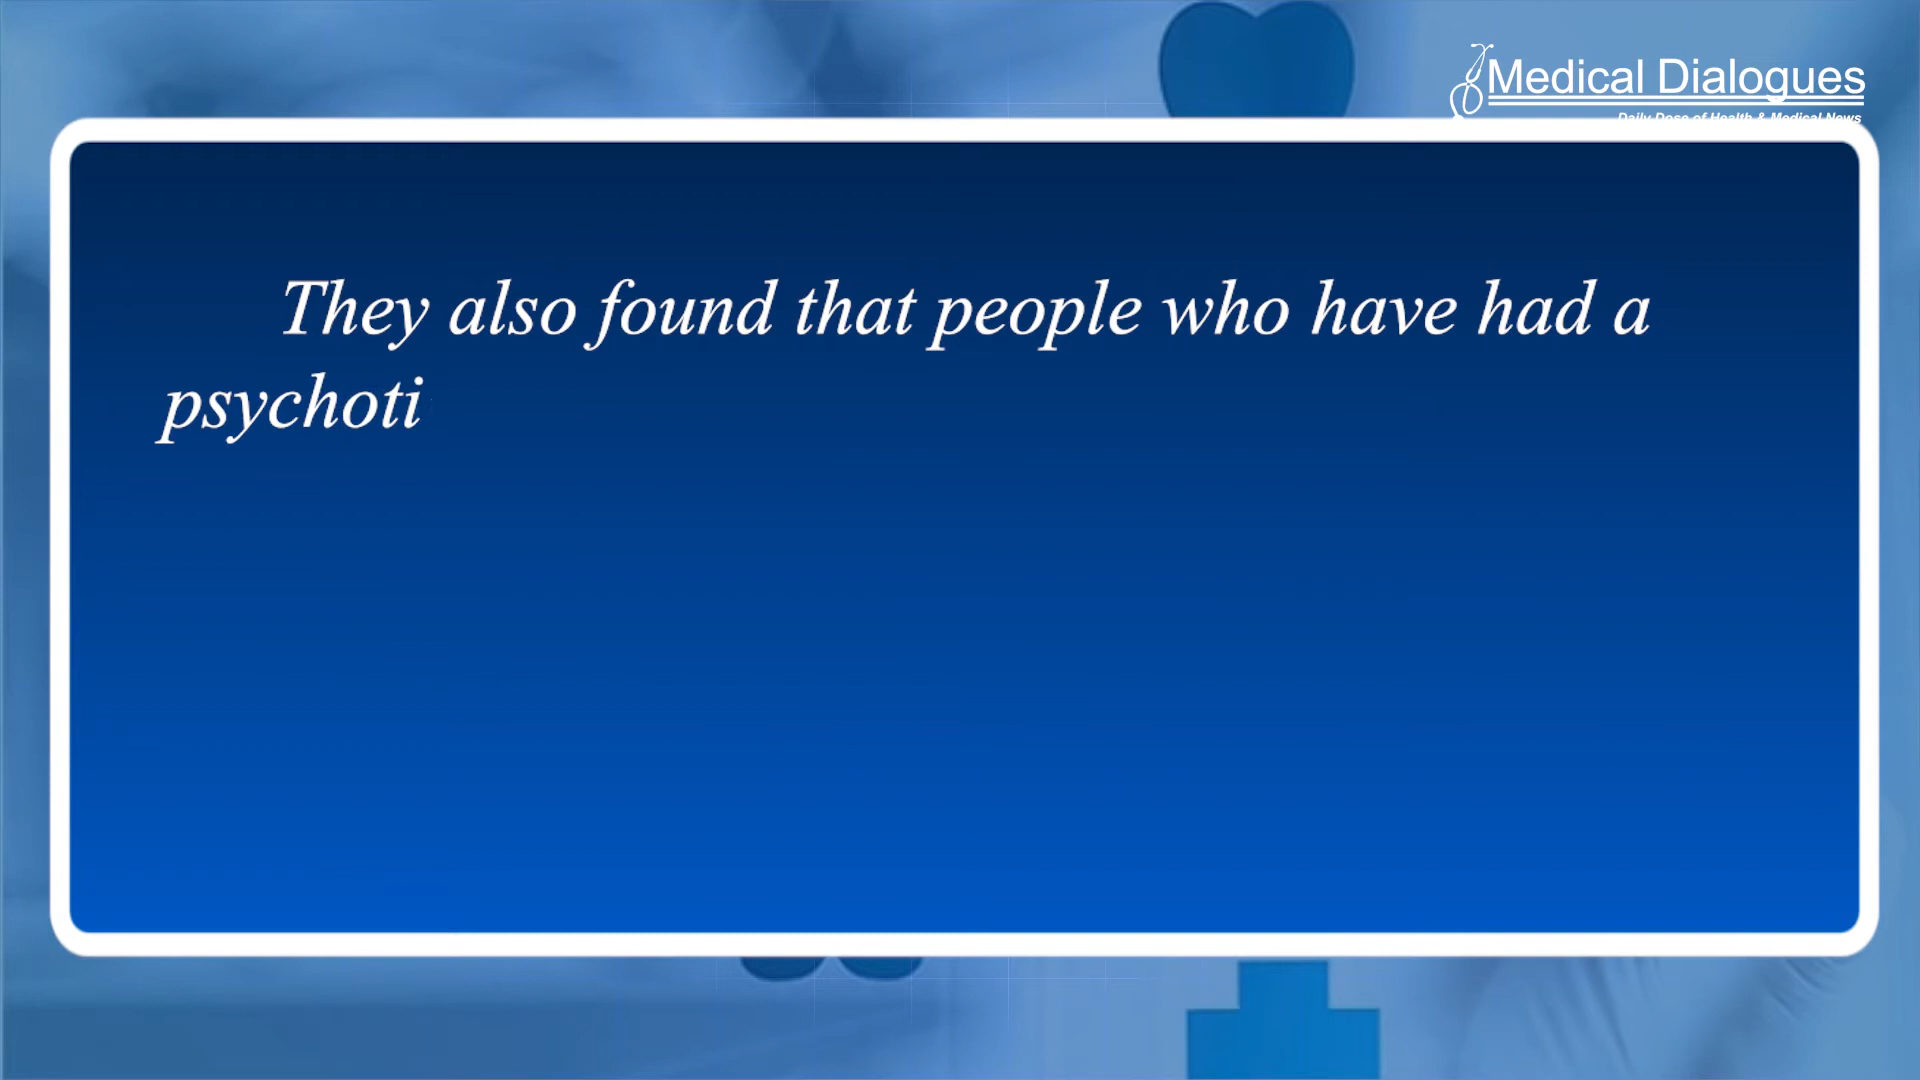 Medical Dialogues
Daily Dose of Health & Medical News
They also found that people who have had a
psychoti